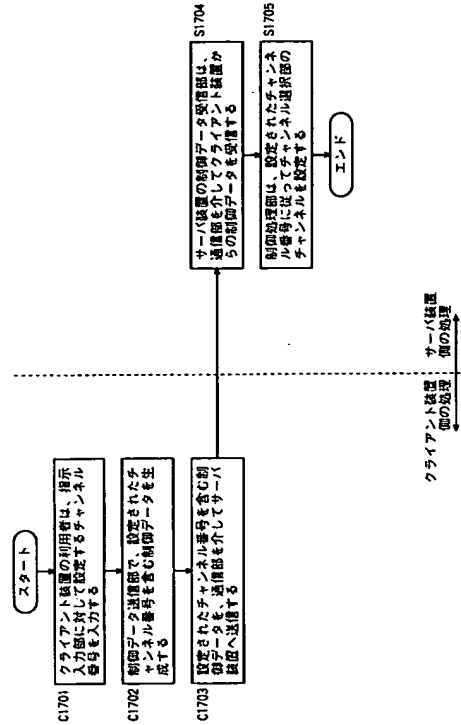 スタート
C1701
クライアント装置の利用者は、指示
入力部に対して設定するチャンネル
番号を入力する
C1702
制御データ送信部で、設定されたチ
ャンネル番号を含む制御データを生
成する
C1703
設定されたチャンネル番号を含む制
御データを、通信部を介してサーバ
装置へ送信する
S1704
サーバ装置の制御データ受信部は、
通信部を介してクライアント装置か
らの制御データを受信する
S1705
制御処理部は、設定されたチャンネ
ル番号に従ってチャンネル選択部の
チャンネルを設定する
エンド
クライアント装置
側の処理
サーバ装置
側の処理